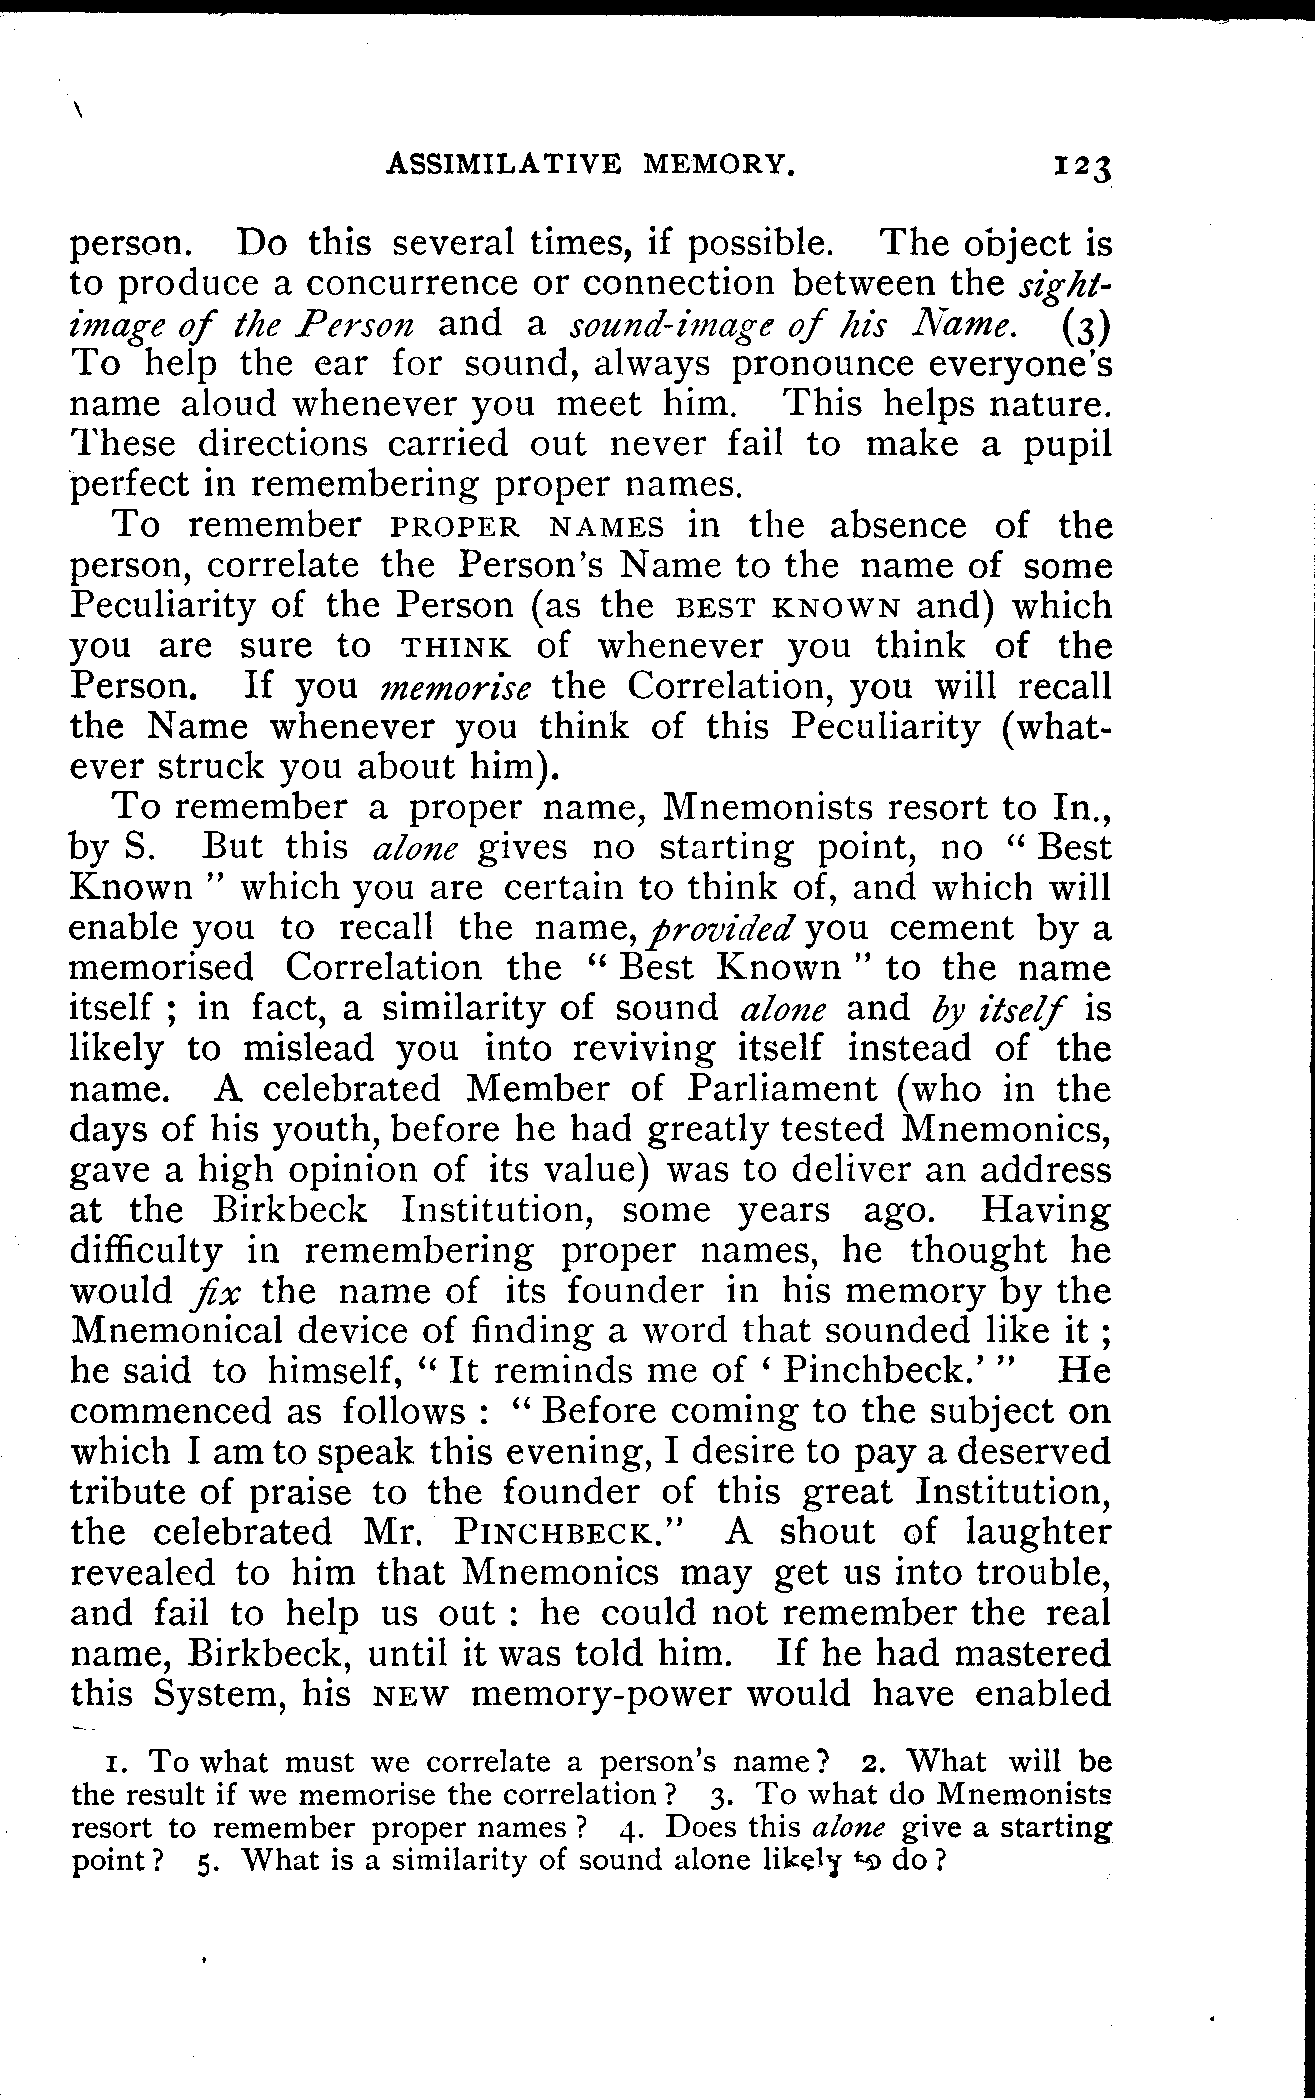 ASSIMILATIVE MEMORY. 123
person. Do this several times, if possible. The object is
to produce a concurrence or connection between the sight-
image of the Person and a sound-image of his Name. (3)
To help the ear for sound, always pronounce everyone's
name aloud whenever you meet him. This helps nature.
These directions carried out never fail to make a pupil
perfect in remembering proper names.
To remember PROPER NAMES in the absence of the
person, correlate the Person's Name to the name of some
Peculiarity of the Person (as the BEST KNOWN and) which
you are sure to THINK of whenever you think of the
Person. If you memorise the Correlation, you will recall
the Name whenever you think of this Peculiarity (what-
ever struck you about him).
To remember a proper name, Mnemonists resort to In.,
by S. But this alone gives no starting point, no " Best
Known " which you are certain to think of, and which will
enable you to recall the name, provided you cement by a
memorised Correlation the " Best Known " to the name
itself ; in fact, a similarity of sound alone and by itself is
likely to mislead you into reviving itself instead of the
name. A celebrated Member of Parliament (who in the
days of his youth, before he had greatly tested Mnemonics,
gave a high opinion of its value) was to deliver an address
at the Birkbeck Institution, some years ago. Having
difficulty in remembering proper names, he thought he
would fix the name of its founder in his memory by the
Mnemonical device of finding a word that sounded like it ;
he said to himself, " It reminds me of ' Pinchbeck.' " He
commenced as follows : " Before coming to the subject on
which I am to speak this evening, I desire to pay a deserved
tribute of praise to the founder of this great Institution,
the celebrated Mr. PINCHBECK." A shout of laughter
revealed to him that Mnemonics may get us into trouble,
and fail to help us out : he could not remember the real
name, Birkbeck, until it was told him. If he had mastered
this System, his NEW memory-power would have enabled
1. To what must we correlate a person's name? 2. What will be
the result if we memorise the correlation ? 3. To what do Mnemonists
resort to remember proper names ? 4. Does this alone give a starting
point ? 5. What is a similarity of sound alone likely to do ?